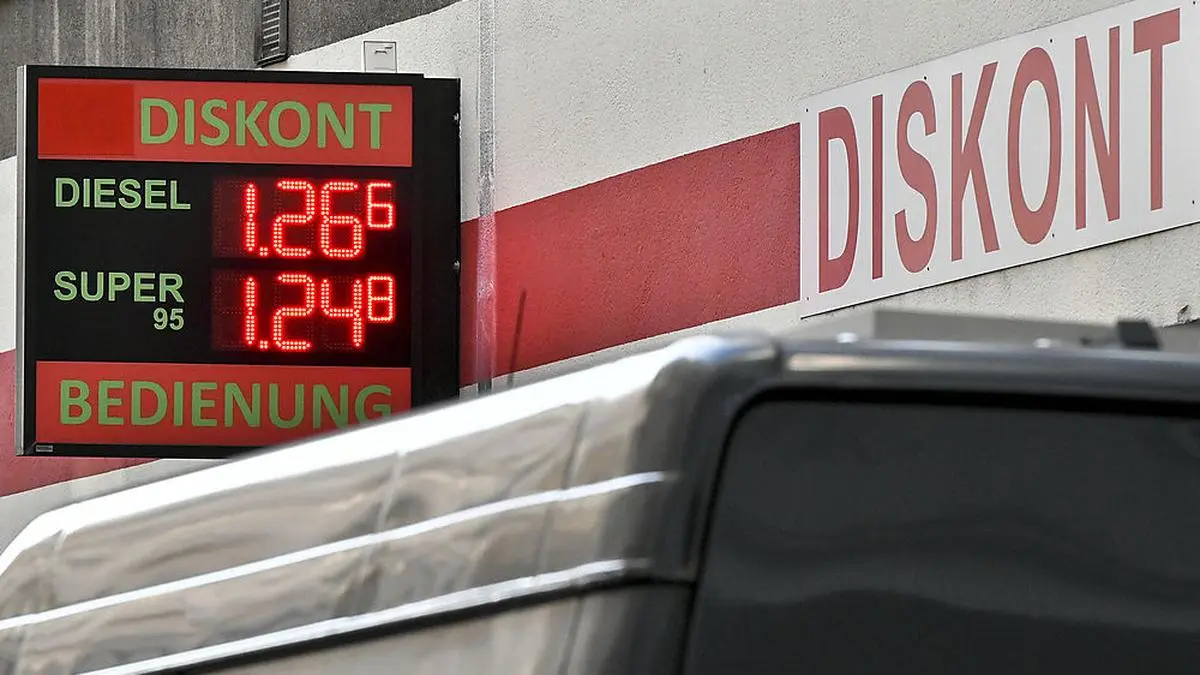 DISKONT
DIESEL 1.26 6
SUPER 1.24 8
95
BEDIENUNG
DISKONT